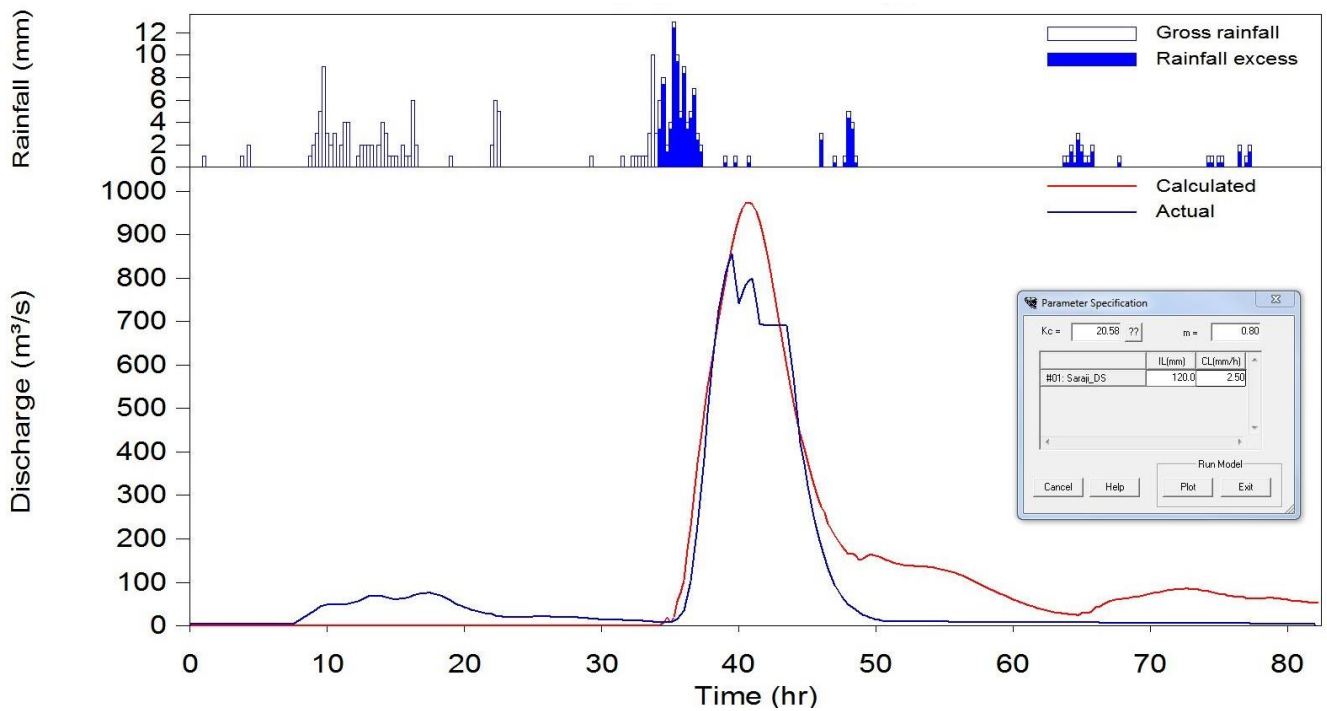 Rainfall (mm)
12
10
8
6
4
2
0
Gross rainfall
Rainfall excess
Discharge (m³/s)
1000
900
800
700
600
500
400
300
200
100
0
Calculated
Actual
Parameter Specification
Kc = 20.58 ?? m = 0.80
IL(mm) CL(mm/h)
#01: Saraji_DS 120.0 2.50
Run Model
Cancel Help Plot Exit
0 10 20 30 40 50 60 70 80
Time (hr)